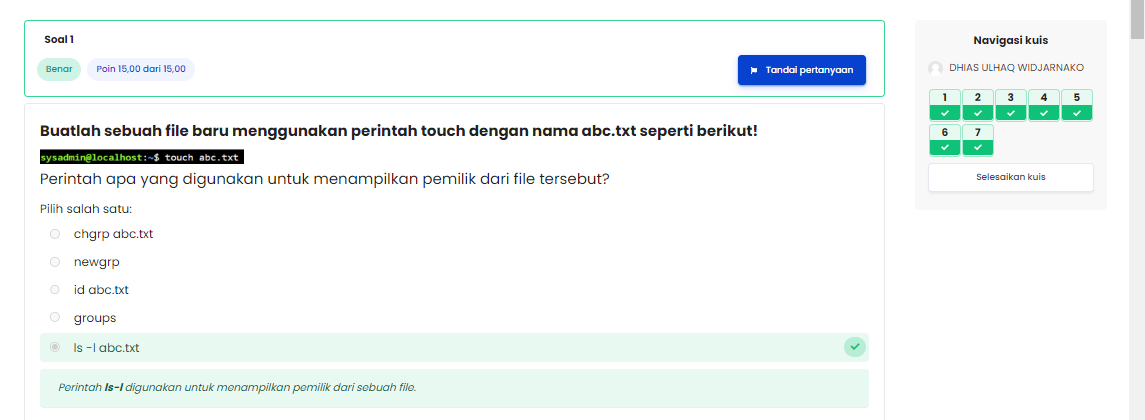 Soal 1
Benar
Poin 15,00 dari 15,00
Tandai pertanyaan
Buatlah sebuah file baru menggunakan perintah touch dengan nama abc.txt seperti berikut!
sysadmin@localhost:~$ touch abc.txt
Perintah apa yang digunakan untuk menampilkan pemilik dari file tersebut?
Pilih salah satu:
chgrp abc.txt
newgrp
id abc.txt
groups
ls -l abc.txt
Perintah ls-l digunakan untuk menampilkan pemilik dari sebuah file.
Navigasi kuis
DHIAS ULHAQ WIDJARNAKO
1 2 3 4 5
6 7
Selesaikan kuis